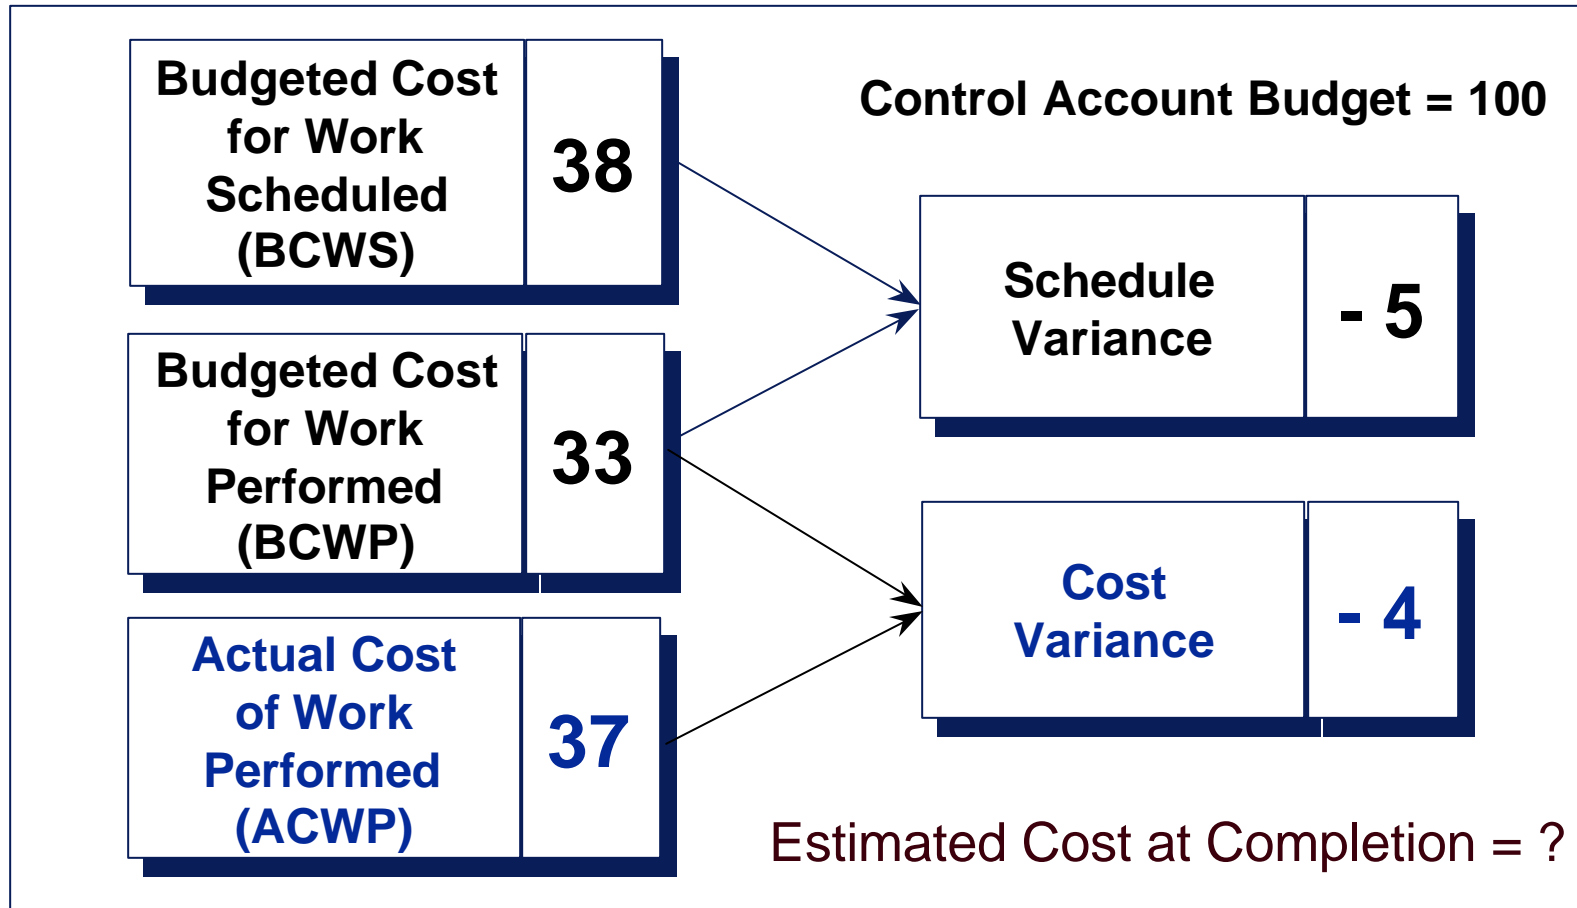 Budgeted Cost
for Work
Scheduled
(BCWS)
38
Control Account Budget = 100
Schedule
Variance
- 5
Budgeted Cost
for Work
Performed
(BCWP)
33
Cost
Variance
- 4
Actual Cost
of Work
Performed
(ACWP)
37
Estimated Cost at Completion = ?